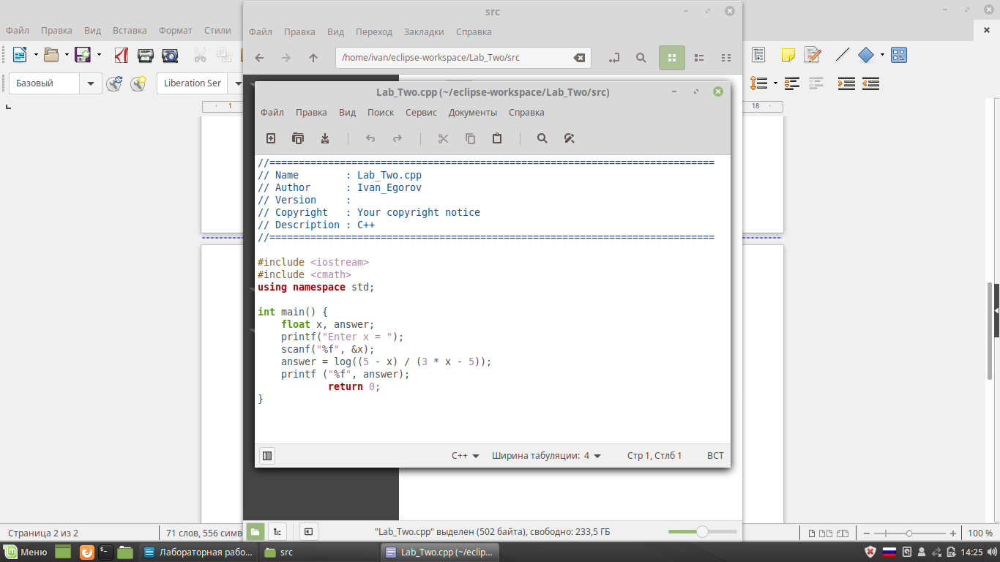 src
Файл Правка Вид Вставка Формат Стили
Файл Правка Вид Переход Закладки Справка
/home/ivan/eclipse-workspace/Lab_Two/src
Базовый
Liberation Ser
1
18
Lab_Two.cpp (~/eclipse-workspace/Lab_Two/src)
Файл Правка Вид Поиск Сервис Документы Справка
//============================================================================
// Name        : Lab_Two.cpp
// Author      : Ivan_Egorov
// Version     :
// Copyright   : Your copyright notice
// Description : C++
//============================================================================
#include <iostream>
#include <cmath>
using namespace std;
int main() {
    float x, answer;
    printf("Enter x = ");
    scanf("%f", &x);
    answer = log((5 - x) / (3 * x - 5));
    printf ("%f", answer);
            return 0;
}
C++ Ширина табуляции: 4 Стр 1, Стлб 1 ВСТ
Страница 2 из 2 71 слов, 556 симв
"Lab_Two.cpp" выделен (502 байта), свободно: 233,5 ГБ
100 %
Меню Лабораторная рабо... src Lab_Two.cpp (~/eclip... 14:25